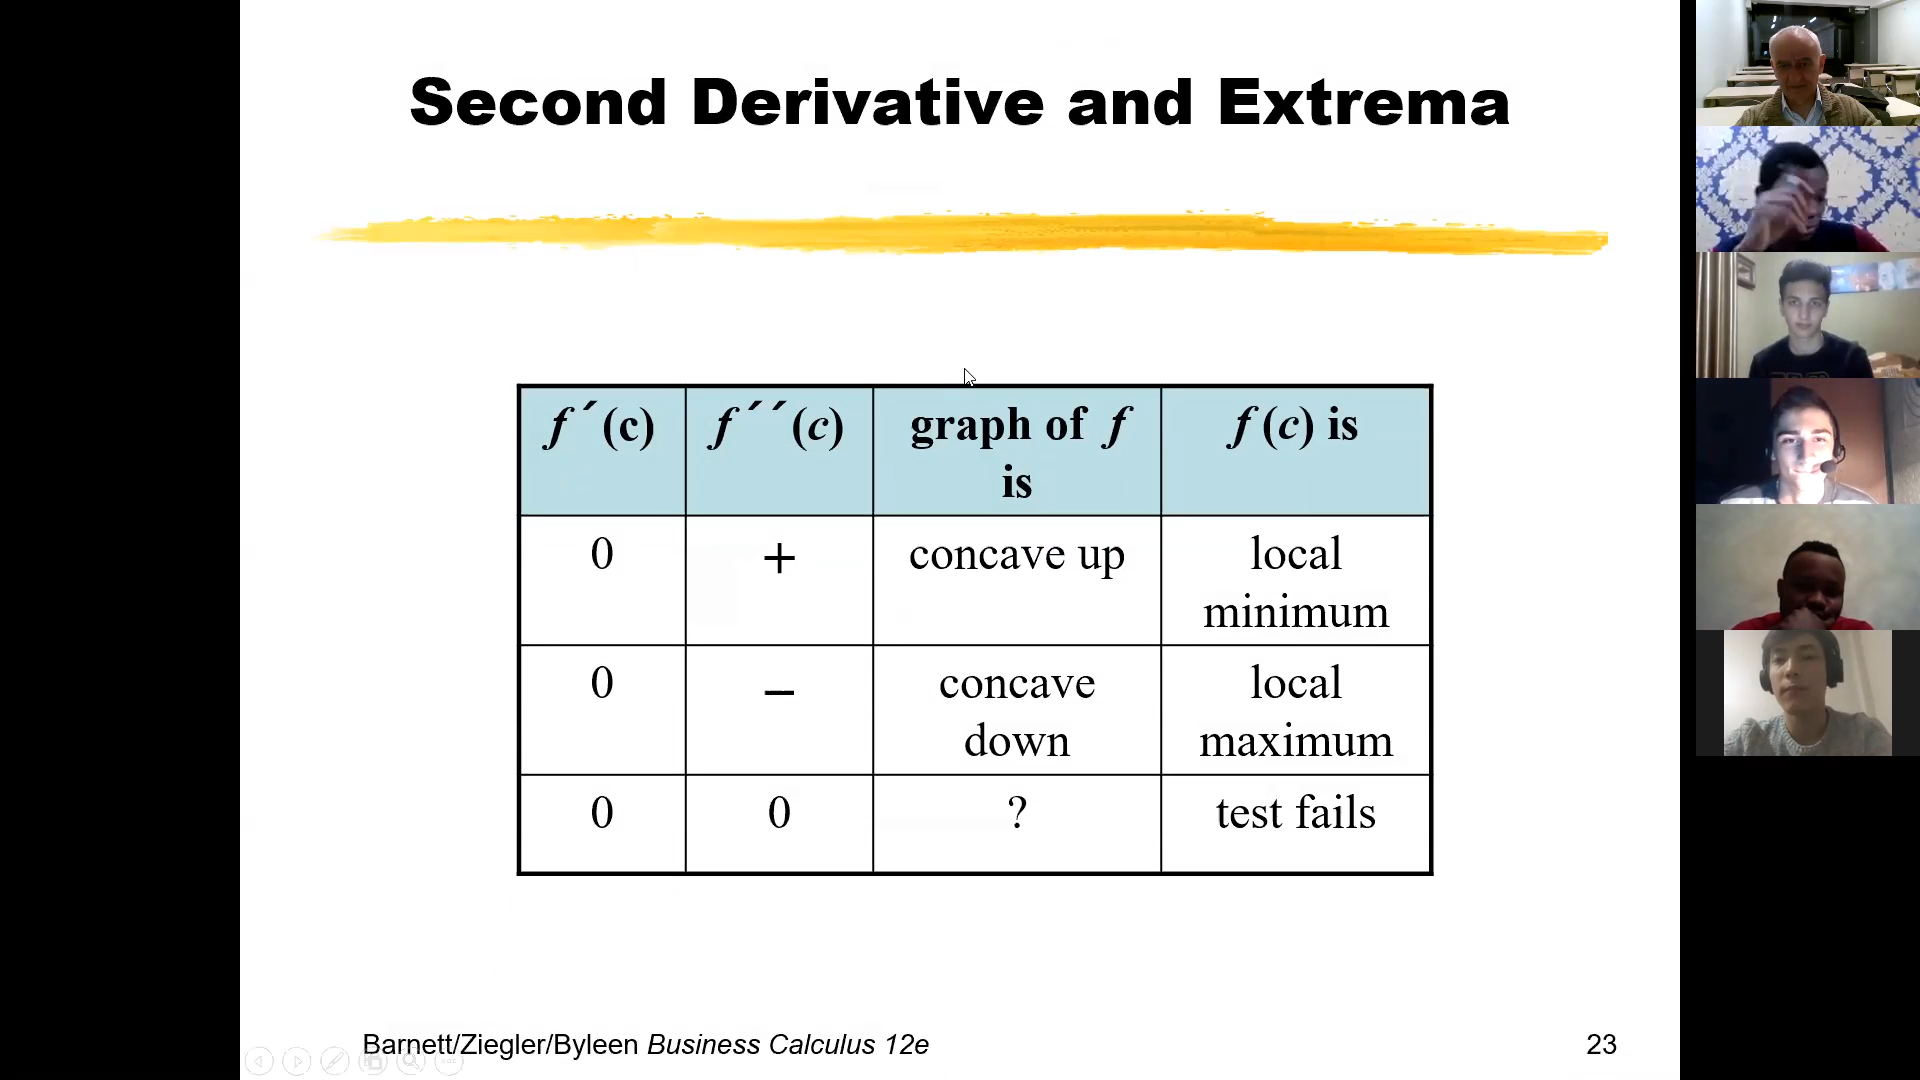 Second Derivative and Extrema
f´(c) f´´(c) graph of f is f (c) is
0 + concave up local minimum
0 – concave down local maximum
0 0 ? test fails
Barnett/Ziegler/Byleen Business Calculus 12e
23